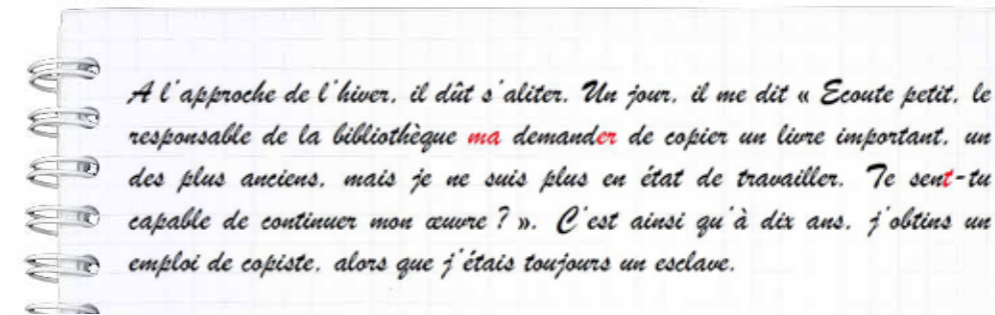 A l'approche de l'hiver, il dût s'aliter. Un jour, il me dit « Ecoute petit, le
responsable de la bibliothèque ma demander de copier un livre important, un
des plus anciens, mais je ne suis plus en état de travailler. Te sent-tu
capable de continuer mon œuvre ? ». C'est ainsi qu'à dix ans, j'obtins un
emploi de copiste, alors que j'étais toujours un esclave.